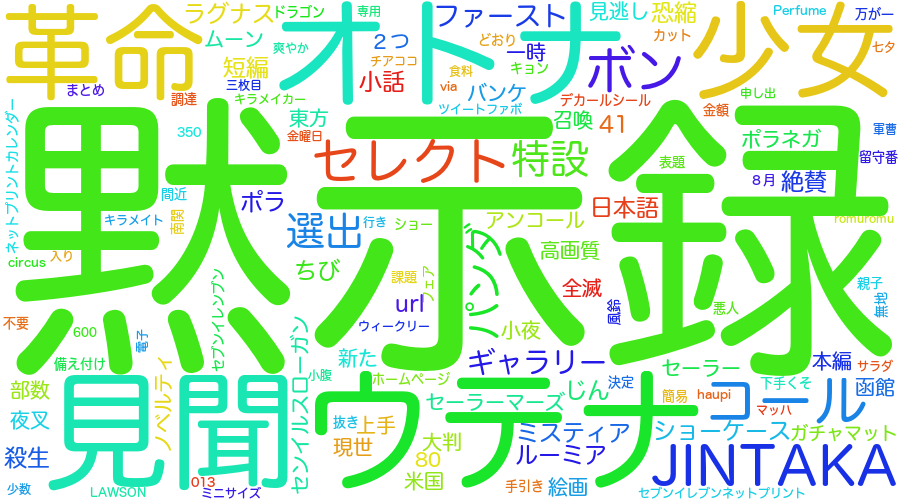 革命
オトナ
少女
ラグナス
ドラゴン
専用
ファースト
見逃し
恐縮
Perfume
万が一
ムーン
爽やか
2つ
どおり
一時
カット
七夕
短編
チアココ
小話
食料
キョン
ボン
まとめ
三枚目
via
バンケ
デカールシール
申し出
調達
キラメイカー
ツイートファボ
金額
350
東方
金曜日
召喚
41
ポラネガ
軍曹
ネットプリントカレンダー
黙示録
セレクト
特設
表題
留守番
間近
ポラ
8月
絶賛
キラメイト
選出
行き
ショー
アンコール
日本語
romuromu
circus
入り
ちび
課題
フェア
パンダ
高画質
親子
url
全滅
無地
不要
600
電子
セブンイレンブン
ウィークリー
小夜
風鈴
悪人
備え付け
新た
ギャラリー
本編
サラダ
部数
見聞
ノベルティ
小腹
センイルスローガン
ホームページ
じん
決定
セーラー
下手くそ
函館
夜叉
ウテナ
セーラーマーズ
簡易
haupi
コール
マッハ
抜き
上手
ミスティア
ショーケース
ガチャマット
殺生
現世
大判
80
ルーミア
JINTAKA
少数
LAWSON
013
ミニサイズ
米国
手引き
絵画
セブンイレブンネットプリント